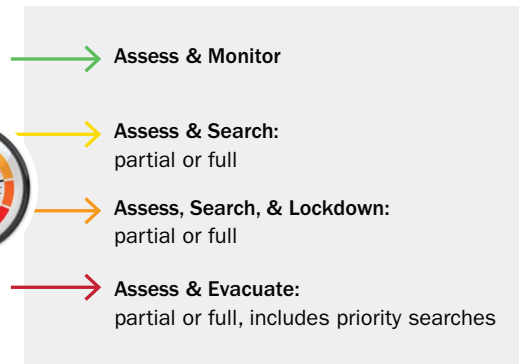 Assess & Monitor
Assess & Search:
partial or full
Assess, Search, & Lockdown:
partial or full
Assess & Evacuate:
partial or full, includes priority searches